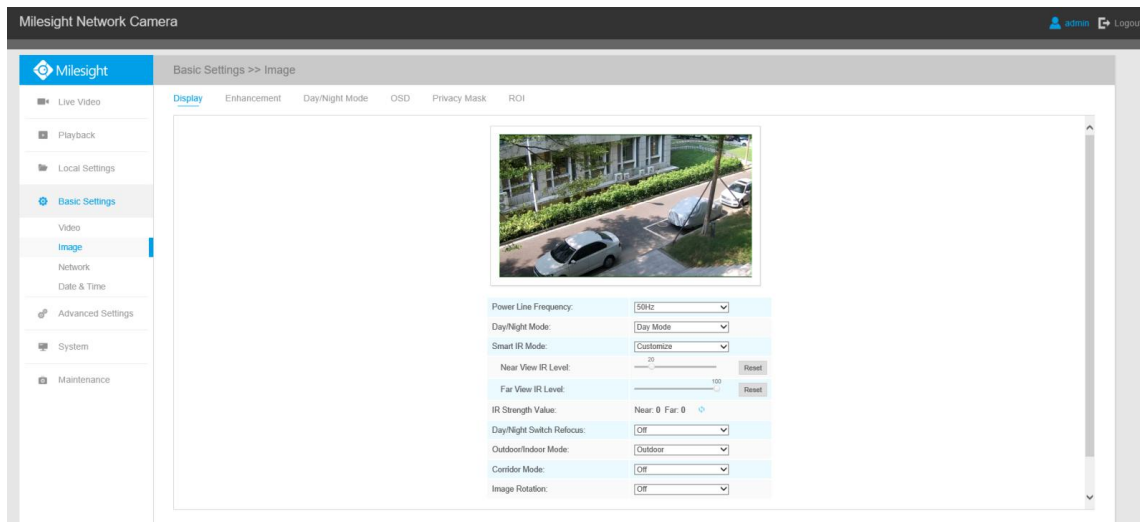 Milesight Network Camera
admin Logou
Milesight
Basic Settings >> Image
Live Video
Playback
Local Settings
Basic Settings
Video
Image
Network
Date & Time
Advanced Settings
System
Maintenance
Display Enhancement Day/Night Mode OSD Privacy Mask ROI
Power Line Frequency: 50Hz
Day/Night Mode: Day Mode
Smart IR Mode: Customize
Near View IR Level: 20 Reset
Far View IR Level: 100 Reset
IR Strength Value: Near: 0 Far: 0
Day/Night Switch Refocus: Off
Outdoor/Indoor Mode: Outdoor
Corridor Mode: Off
Image Rotation: Off